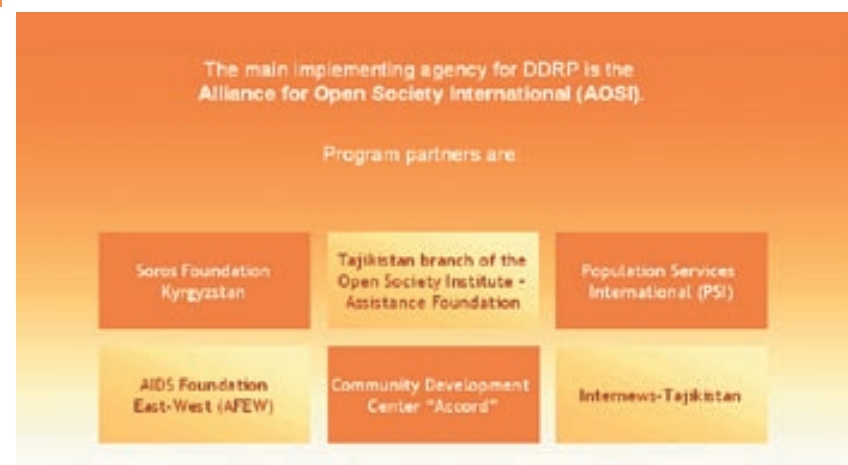 The main implementing agency for DDRP is the
Alliance for Open Society International (AOSI).
Program partners are
Soros Foundation
Kyrgyzstan
Tajikistan branch of the
Open Society Institute -
Assistance Foundation
Population Services
International (PSI)
AIDS Foundation
East-West (AFEW)
Community Development
Center "Accord"
Internews-Tajikistan